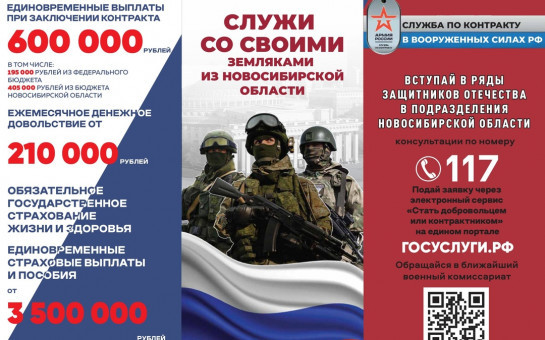 ЕДИНОВРЕМЕННЫЕ ВЫПЛАТЫ
ПРИ ЗАКЛЮЧЕНИИ КОНТРАКТА
600 000 РУБЛЕЙ
В ТОМ ЧИСЛЕ:
195 000 РУБЛЕЙ ИЗ ФЕДЕРАЛЬНОГО
БЮДЖЕТА
405 000 РУБЛЕЙ ИЗ БЮДЖЕТА
НОВОСИБИРСКОЙ ОБЛАСТИ
ЕЖЕМЕСЯЧНОЕ ДЕНЕЖНОЕ
ДОВОЛЬСТВИЕ ОТ
210 000 РУБЛЕЙ
ОБЯЗАТЕЛЬНОЕ
ГОСУДАРСТВЕННОЕ
СТРАХОВАНИЕ
ЖИЗНИ И ЗДОРОВЬЯ
ЕДИНОВРЕМЕННЫЕ
СТРАХОВЫЕ ВЫПЛАТЫ
И ПОСОБИЯ
ОТ
3 500 000
РУБЛЕЙ
СЛУЖИ
СО СВОИМИ
ЗЕМЛЯКАМИ
ИЗ НОВОСИБИРСКОЙ
ОБЛАСТИ
АРМИЯ
РОССИИ
СЛУЖБА ПО КОНТРАКТУ
В ВООРУЖЕННЫХ СИЛАХ РФ
ВСТУПАЙ В РЯДЫ
ЗАЩИТНИКОВ ОТЕЧЕСТВА
В ПОДРАЗДЕЛЕНИЯ
НОВОСИБИРСКОЙ ОБЛАСТИ
консультации по номеру
117
Подай заявку через
электронный сервис
«Стать добровольцем
или контрактником»
на едином портале
ГОСУСЛУГИ.РФ
Обращайся в ближайший
военный комиссариат